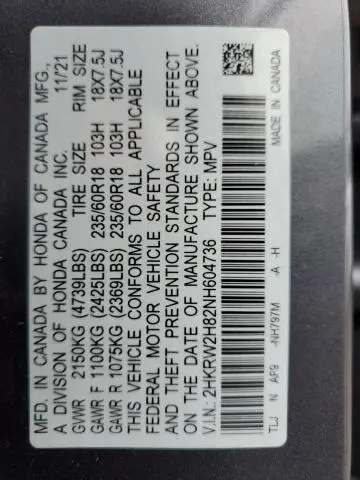 MFD. IN CANADA BY HONDA OF CANADA MFG.,
A DIVISION OF HONDA CANADA INC. 11/21
GVWR 2150KG (4739LBS) TIRE SIZE RIM SIZE
GAWR F 1100KG (2425LBS) 235/60R18 103H 18X7.5J
GAWR R 1075KG (2369LBS) 235/60R18 103H 18X7.5J
THIS VEHICLE CONFORMS TO ALL APPLICABLE
FEDERAL MOTOR VEHICLE SAFETY
AND THEFT PREVENTION STANDARDS IN EFFECT
ON THE DATE OF MANUFACTURE SHOWN ABOVE.
V.I.N.: 2HKRW2H82NH604736 TYPE: MPV
TLJ N AF9 -NH797M -A -H MADE IN CANADA